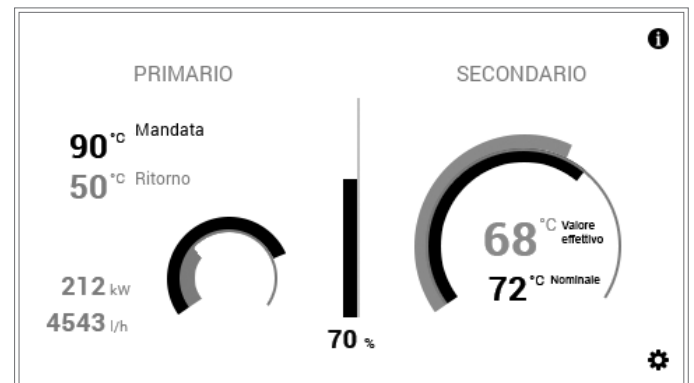 PRIMARIO
90°C Mandata
50°C Ritorno
212 kW
4543 l/h
70 %
SECONDARIO
68°C Valore
effettivo
72°C Nominale